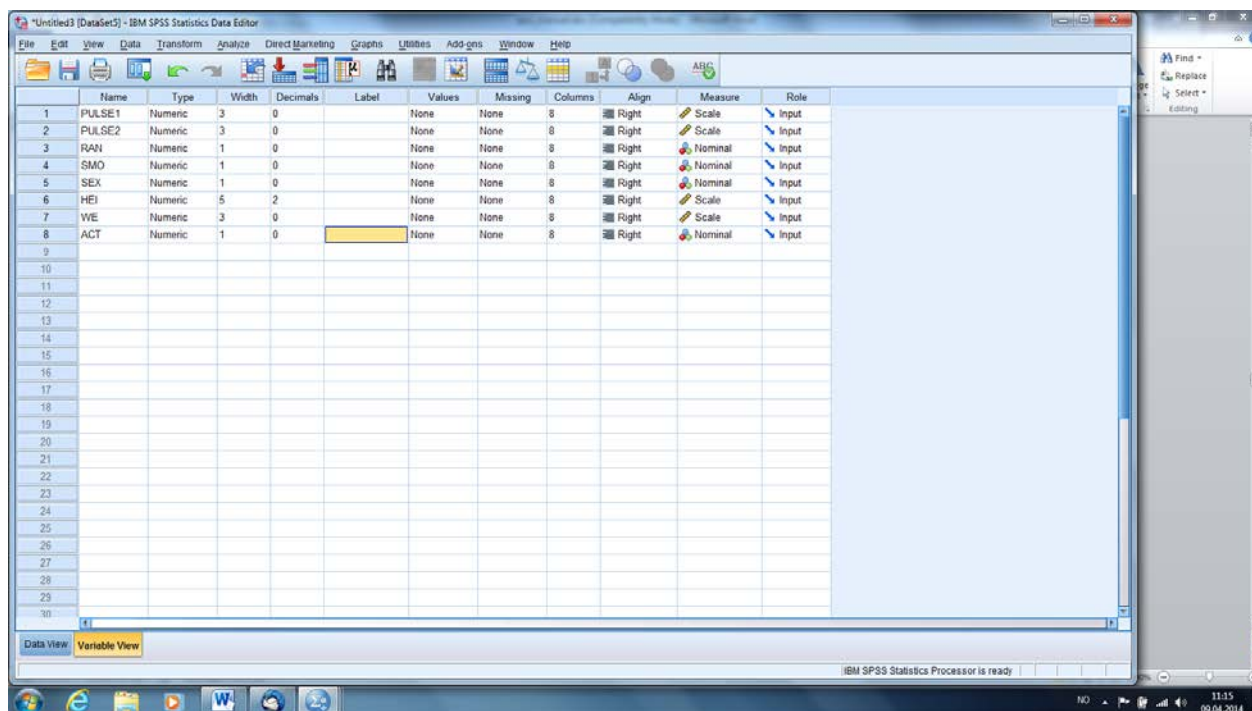 *Untitled3 [DataSet5] - IBM SPSS Statistics Data Editor
File Edit View Data Transform Analyze Direct Marketing Graphs Utilities Add-ons Window Help
Find
Replace
Select
Editing
Name Type Width Decimals Label Values Missing Columns Align Measure Role
1 PULSE1 Numeric 3 0 None None 8 Right Scale Input
2 PULSE2 Numeric 3 0 None None 8 Right Scale Input
3 RAN Numeric 1 0 None None 8 Right Nominal Input
4 SMO Numeric 1 0 None None 8 Right Nominal Input
5 SEX Numeric 1 0 None None 8 Right Nominal Input
6 HEI Numeric 5 2 None None 8 Right Scale Input
7 WE Numeric 3 0 None None 8 Right Scale Input
8 ACT Numeric 1 0 None None 8 Right Nominal Input
9
10
11
12
13
14
15
16
17
18
19
20
21
22
23
24
25
26
27
28
29
30
Data View Variable View
IBM SPSS Statistics Processor is ready
NO 11:15
09.04.2014